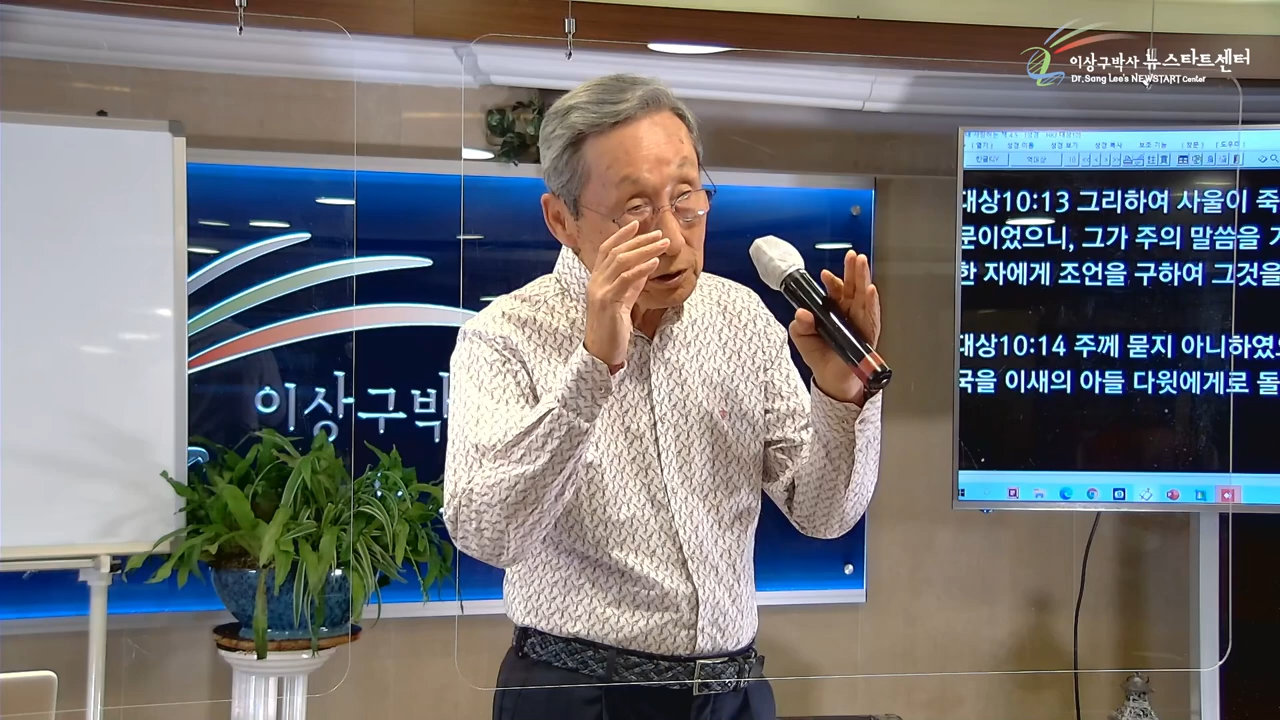 이상구박사 뉴스타트센터
Dr. Sang Lee's NEWSTART Center
이상구박
대상10:13 그리하여 사울이 죽
문이었으니, 그가 주의 말씀을
한 자에게 조언을 구하여 그것을
대상10:14 주께 묻지 아니하였
국을 이새의 아들 다윗에게로 돌